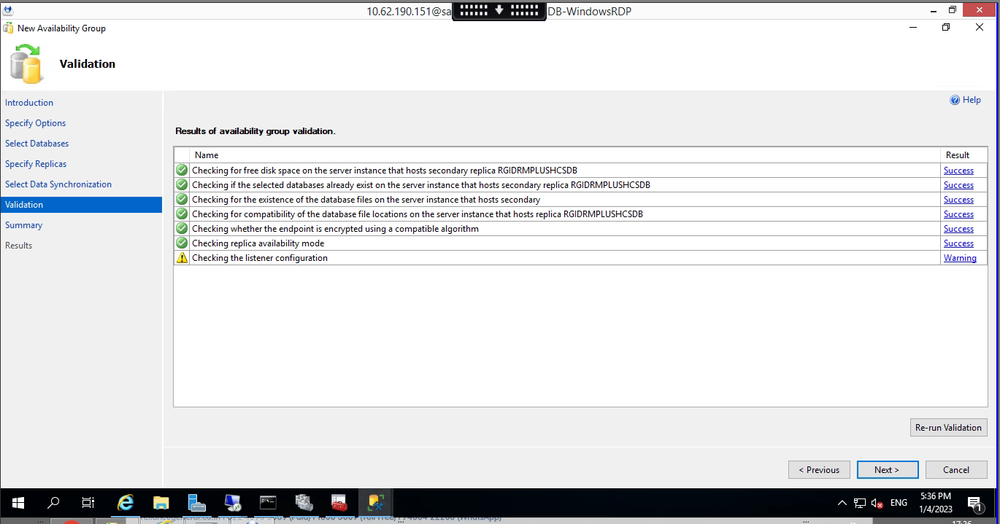 10.62.190.151@sa
DB-WindowsRDP
New Availability Group
Validation
Introduction
Specify Options
Select Databases
Specify Replicas
Select Data Synchronization
Validation
Summary
Results
Help
Results of availability group validation.
Name Result
Checking for free disk space on the server instance that hosts secondary replica RGIDRMPLUSHCSDB Success
Checking if the selected databases already exist on the server instance that hosts secondary replica RGIDRMPLUSHCSDB Success
Checking for the existence of the database files on the server instance that hosts secondary Success
Checking for compatibility of the database file locations on the server instance that hosts replica RGIDRMPLUSHCSDB Success
Checking whether the endpoint is encrypted using a compatible algorithm Success
Checking replica availability mode Success
Checking the listener configuration Warning
Re-run Validation
< Previous Next > Cancel
ENG
5:36 PM
1/4/2023
1